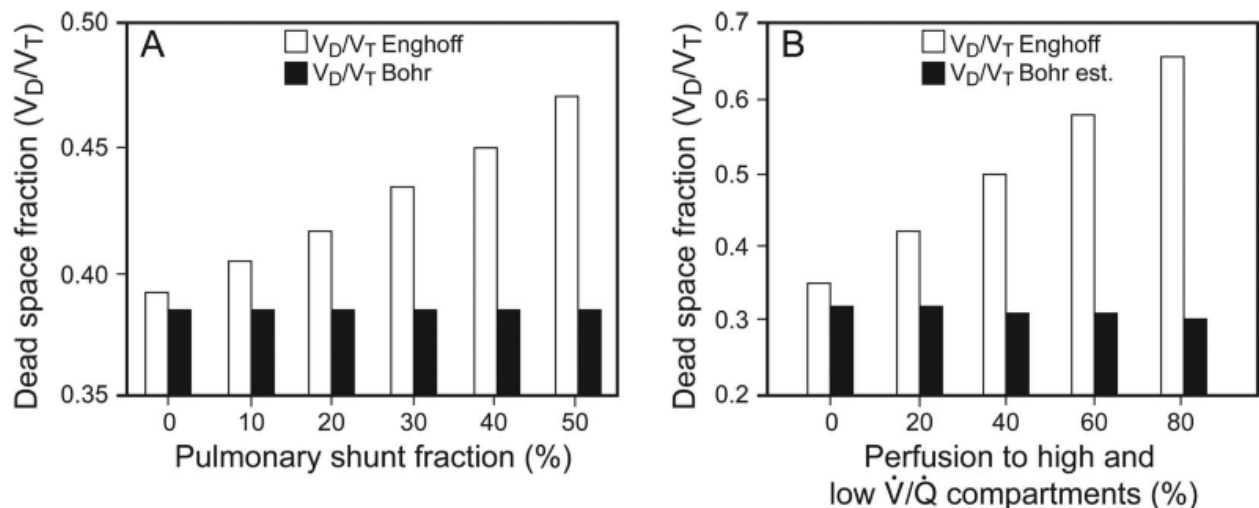 A
V_D/V_T Enghoff
V_D/V_T Bohr
Dead space fraction (V_D/V_T)
0.50
0.45
0.40
0.35
0 10 20 30 40 50
Pulmonary shunt fraction (%)
B
V_D/V_T Enghoff
V_D/V_T Bohr est.
Dead space fraction (V_D/V_T)
0.7
0.6
0.5
0.4
0.3
0.2
0 20 40 60 80
Perfusion to high and
low V̇/Q̇ compartments (%)